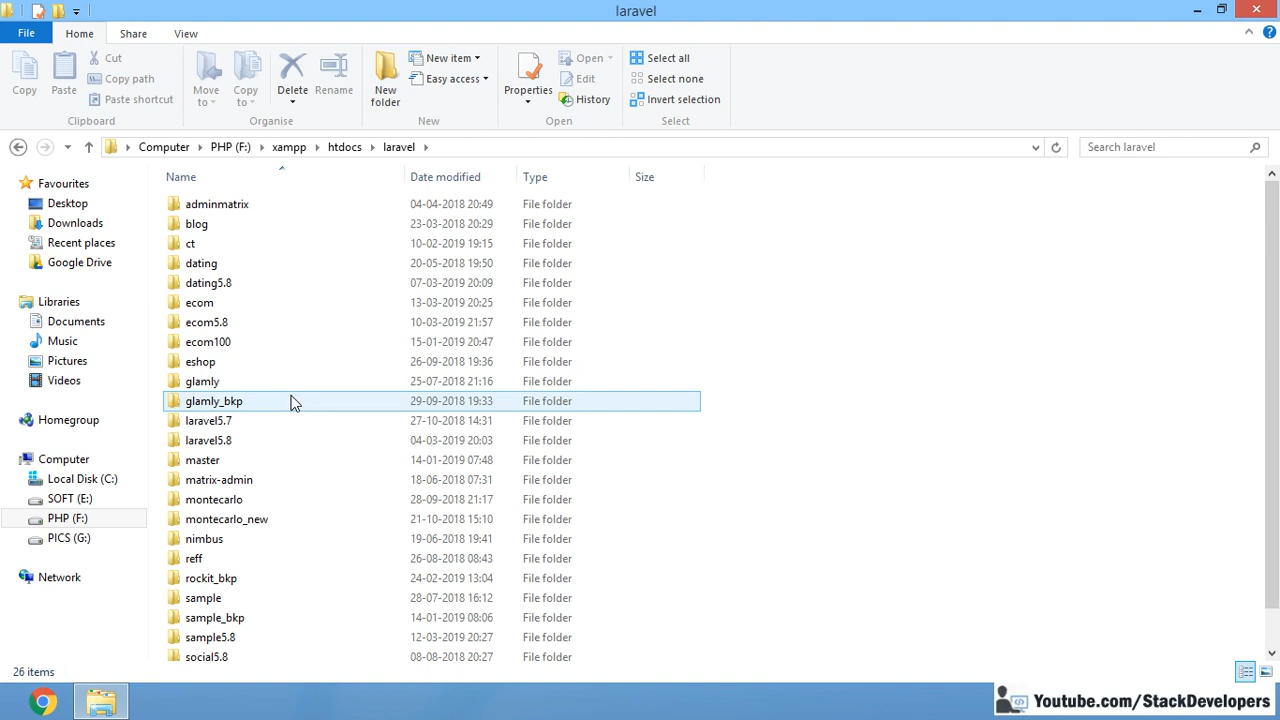 laravel
File Home Share View
Copy
Paste
Cut
Copy path
Paste shortcut
Clipboard
Move to
Copy to
Delete
Rename
Organise
New folder
New item
Easy access
New
Properties
Open
Edit
History
Open
Select all
Select none
Invert selection
Select
Computer PHP (F:) xampp htdocs laravel
Search laravel
Favourites
Desktop
Downloads
Recent places
Google Drive
Libraries
Documents
Music
Pictures
Videos
Homegroup
Computer
Local Disk (C:)
SOFT (E:)
PHP (F:)
PICS (G:)
Network
Name Date modified Type Size
adminmatrix 04-04-2018 20:49 File folder
blog 23-03-2018 20:29 File folder
ct 10-02-2019 19:15 File folder
dating 20-05-2018 19:50 File folder
dating5.8 07-03-2019 20:09 File folder
ecom 13-03-2019 20:25 File folder
ecom5.8 10-03-2019 21:57 File folder
ecom100 15-01-2019 20:47 File folder
eshop 26-09-2018 19:36 File folder
glamly 25-07-2018 21:16 File folder
glamly_bkp 29-09-2018 19:33 File folder
laravel5.7 27-10-2018 14:31 File folder
laravel5.8 04-03-2019 20:03 File folder
master 14-01-2019 07:48 File folder
matrix-admin 18-06-2018 07:31 File folder
montecarlo 28-09-2018 21:17 File folder
montecarlo_new 21-10-2018 15:10 File folder
nimbus 19-06-2018 19:41 File folder
reff 26-08-2018 08:43 File folder
rockit_bkp 24-02-2019 13:04 File folder
sample 28-07-2018 16:12 File folder
sample_bkp 14-01-2019 08:06 File folder
sample5.8 12-03-2019 20:27 File folder
social5.8 08-08-2018 20:27 File folder
26 items
Youtube.com/StackDevelopers